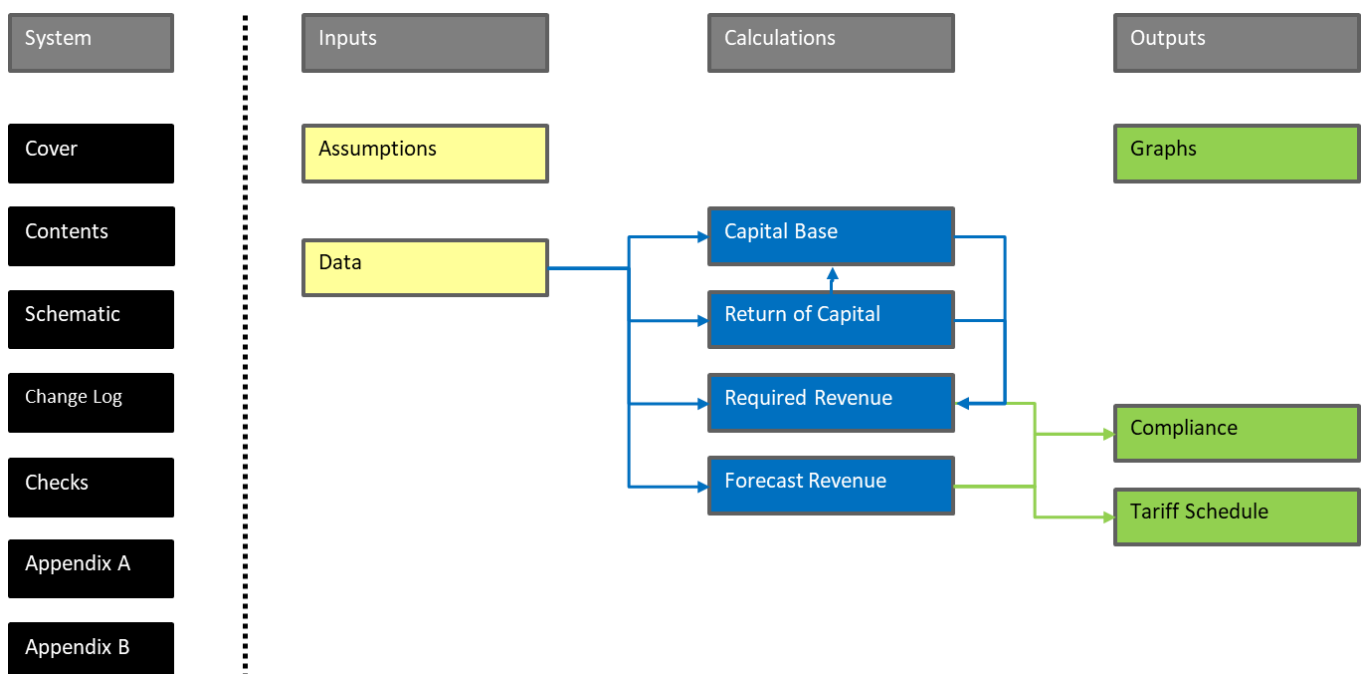 System
Inputs
Calculations
Outputs
Cover
Assumptions
Graphs
Contents
Capital Base
Data
Schematic
Return of Capital
Change Log
Required Revenue
Compliance
Checks
Forecast Revenue
Tariff Schedule
Appendix A
Appendix B